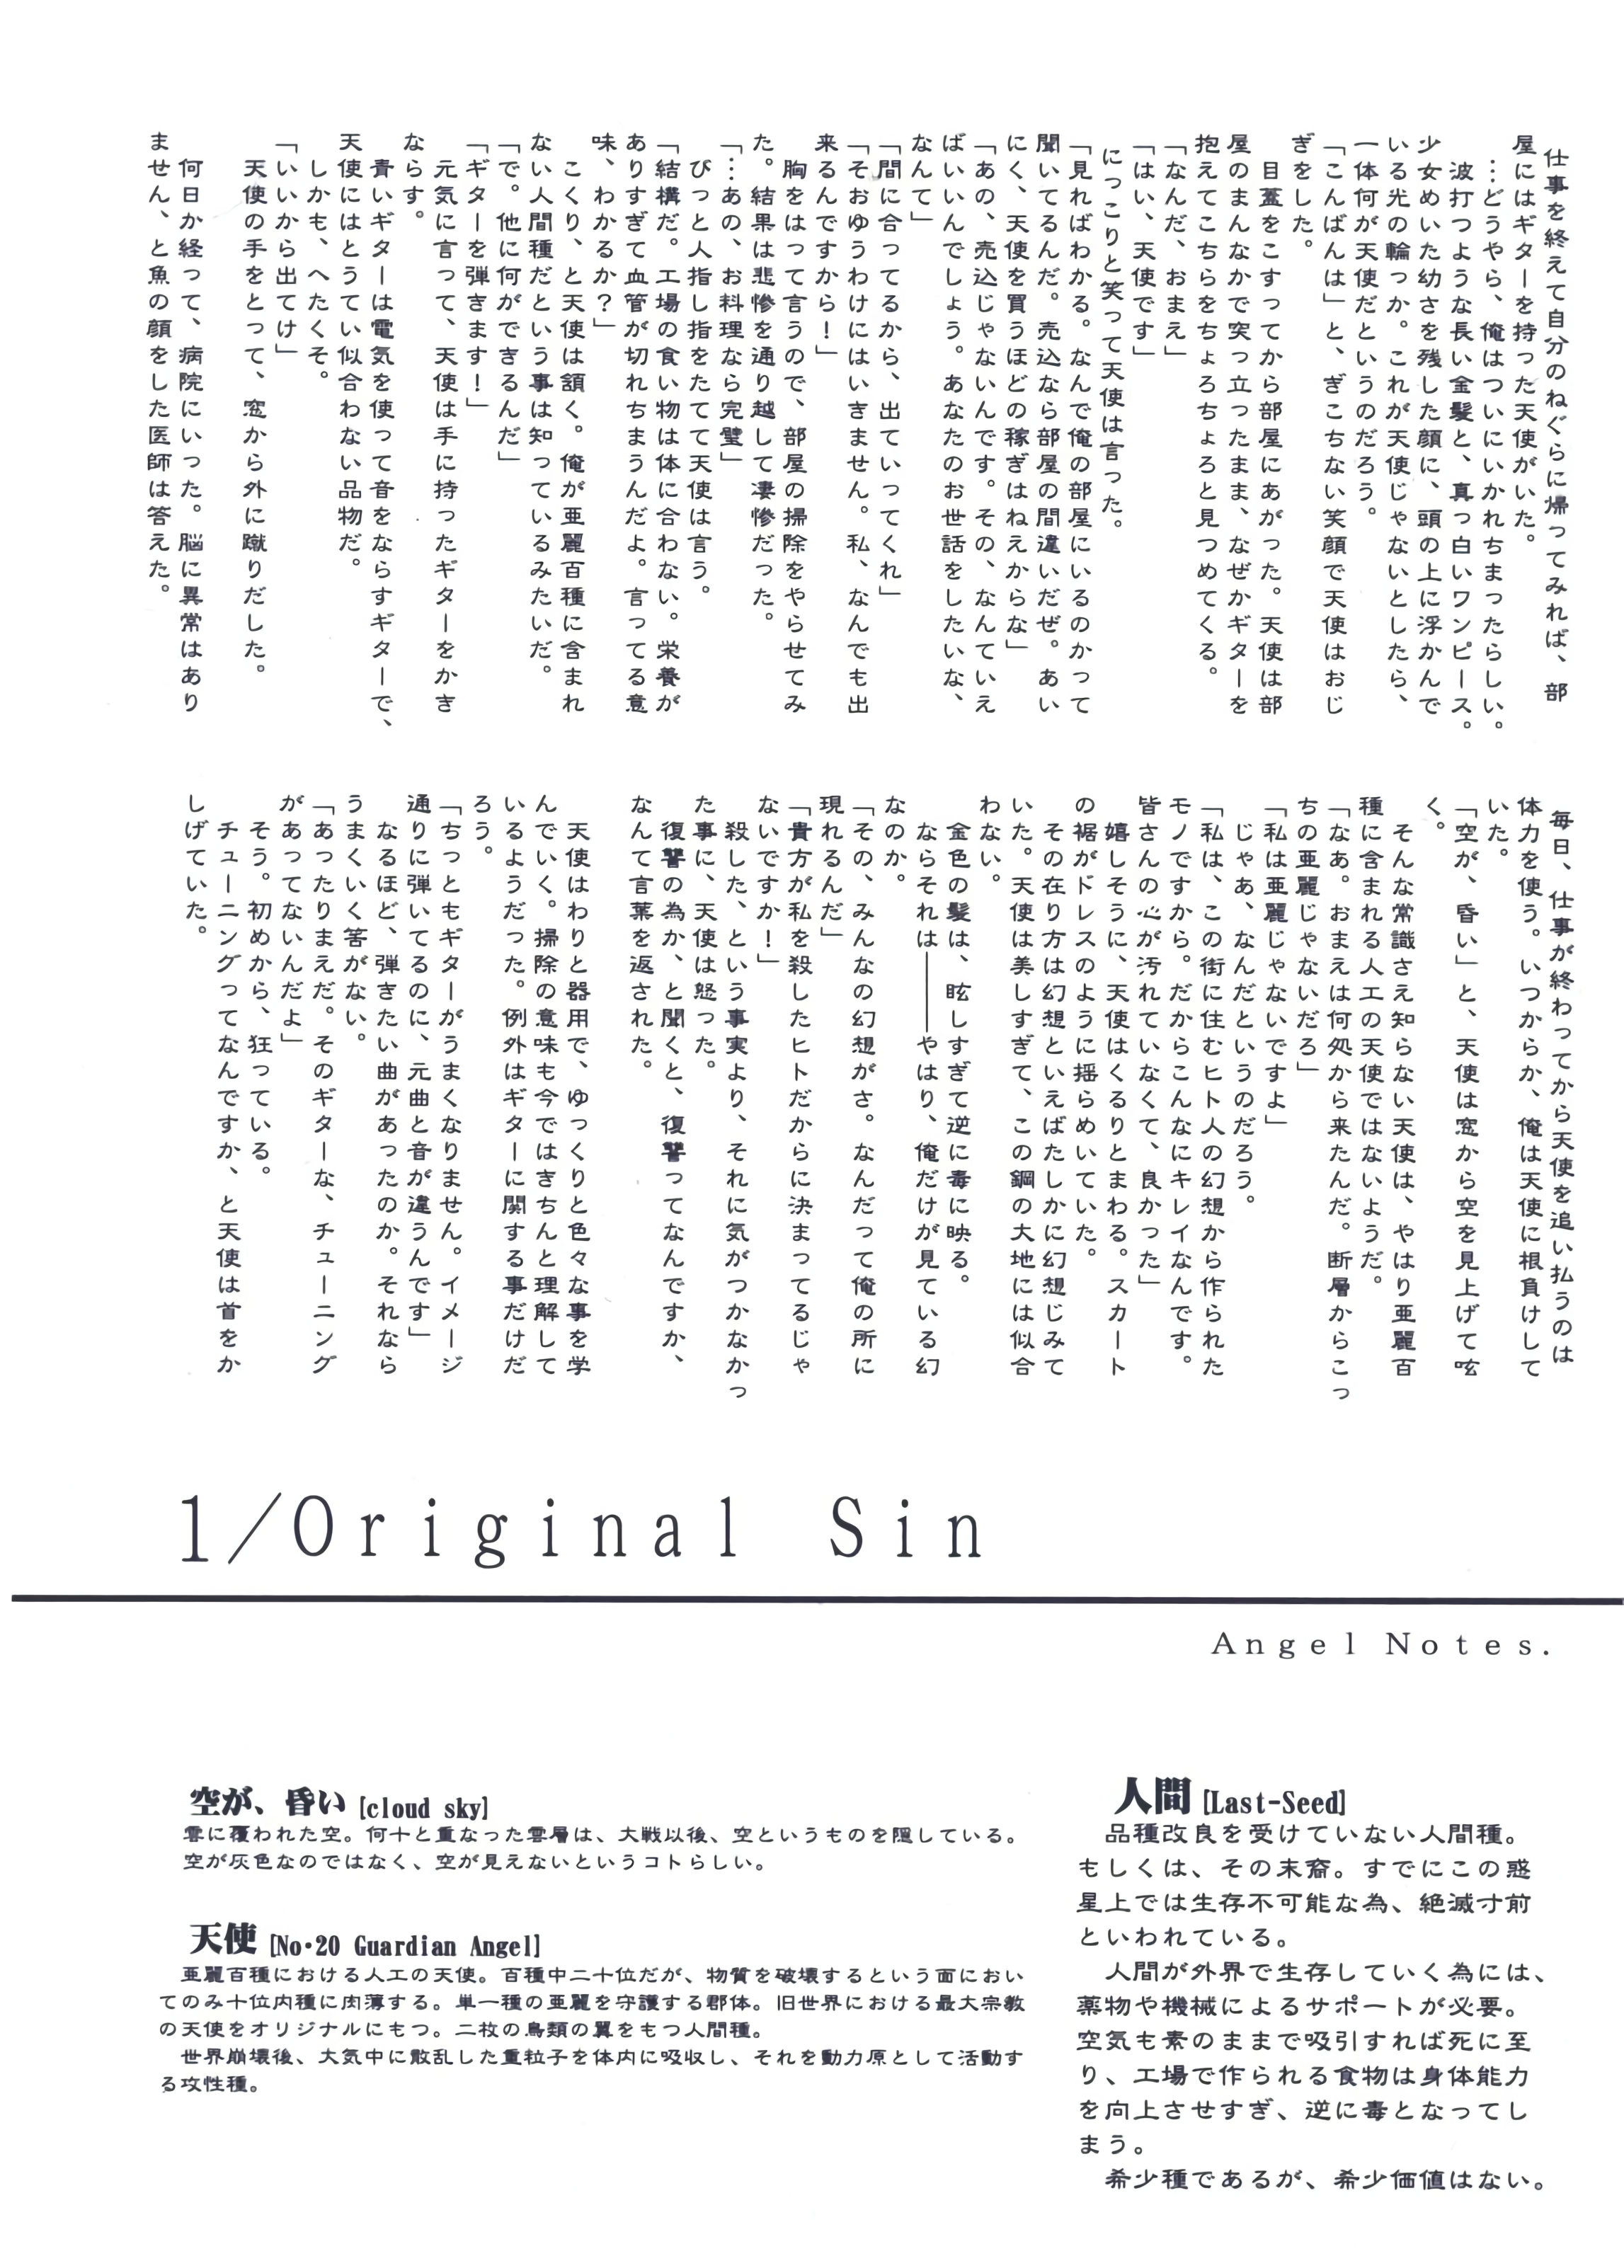 仕事を終えて自分のねぐらに帰ってみれば、部
屋にはギターを持った天使がいた。
…どうやら、俺はついにいかれちまったらしい。
波打つような長い金髪と、真っ白いワンピース。
少女めいた幼さを残した顔に、頭の上に浮かんで
いる光の輪っか。これが天使じゃないとしたら、
一体何が天使だというのだろう。
「こんばんは」と、ぎこちない笑顔で天使はおじ
ぎをした。
目蓋をこすってから部屋にあがった。天使は部
屋のまんなかで突っ立ったまま、なぜかギターを
抱えてこちらをちょろちょろと見つめてくる。
「なんだ、おまえ」
「はい、天使です」
にっこりと笑って天使は言った。
「見ればわかる。なんで俺の部屋にいるのかって
聞いてるんだ。売込なら部屋の間違いだぜ。あい
にく、天使を買うほどの稼ぎはねえからな」
「あの、売込じゃないんです。その、なんていえ
ばいいんでしょう。あなたのお世話をしたいな、
なんて」
「間に合ってるから、出ていってくれ」
「そおゆうわけにはいきません。私、なんでも出
来るんですから！」
胸をはって言うので、部屋の掃除をやらせてみ
た。結果は悲惨を通り越して凄惨だった。
「…あの、お料理なら完璧」
びっと人指し指をたてて天使は言う。
「結構だ。工場の食い物は体に合わない。栄養が
ありすぎて血管が切れちまうんだよ。言ってる意
味、わかるか？」
こくり、と天使は頷く。俺が亜麗百種に含まれ
ない人間種だという事は知っているみたいだ。
「で。他に何ができるんだ」
「ギターを弾きます！」
元気に言って、天使は手に持ったギターをかき
ならす。
青いギターは電気を使って音をならすギターで、
天使にはとうてい似合わない品物だ。
しかも、へたくそ。
「いいから出てけ」
天使の手をとって、窓から外に蹴りだした。
何日か経って、病院にいった。脳に異常はあり
ません、と魚の顔をした医師は答えた。
毎日、仕事が終わってから天使を追い払うのは
体力を使う。いつからか、俺は天使に根負けして
いた。
「空が、昏い」と、天使は窓から空を見上げて呟
く。
そんな常識さえ知らない天使は、やはり亜麗百
種に含まれる人工の天使ではないようだ。
「なあ。おまえは何処から来たんだ。断層からこっ
ちの亜麗じゃないだろ」
「私は亜麗じゃないですよ」
じゃあ、なんだというのだろう。
「私は、この街に住むヒト人の幻想から作られた
モノですから。だからこんなにキレイなんです。
皆さんの心が汚れていなくて、良かった」
嬉しそうに、天使はくるりとまわる。スカート
の裾がドレスのように揺らめいていた。
その在り方は幻想といえばたしかに幻想じみて
いた。天使は美しすぎて、この鋼の大地には似合
わない。
金色の髪は、眩しすぎて逆に毒に映る。
ならそれは―――やはり、俺だけが見ている幻
なのか。
「その、みんなの幻想がさ。なんだって俺の所に
現れるんだ」
「貴方が私を殺したヒトだからに決まってるじゃ
ないですか！」
殺した、という事実より、それに気がつかなかっ
た事に、天使は怒った。
復讐の為か、と聞くと、復讐ってなんですか、
なんて言葉を返された。
天使はわりと器用で、ゆっくりと色々な事を学
んでいく。掃除の意味も今ではきちんと理解して
いるようだった。例外はギターに関する事だけだ
ろう。
「ちっともギターがうまくなりません。イメージ
通りに弾いてるのに、元曲と音が違うんです」
なるほど、弾きたい曲があったのか。それなら
うまくいく筈がない。
「あったりまえだ。そのギターな、チューニング
があってないんだよ」
そう。初めから、狂っている。
チューニングってなんですか、と天使は首をか
しげていた。
1/Original Sin
Angel Notes.
人間 [Last-Seed]
品種改良を受けていない人間種。
もしくは、その末裔。すでにこの惑
星上では生存不可能な為、絶滅寸前
といわれている。
人間が外界で生存していく為には、
薬物や機械によるサポートが必要。
空気も素のままで吸引すれば死に至
り、工場で作られる食物は身体能力
を向上させすぎ、逆に毒となってし
まう。
希少種であるが、希少価値はない。
空が、昏い [cloud sky]
雲に覆われた空。何十と重なった雲層は、大戦以後、空というものを隠している。
空が灰色なのではなく、空が見えないというコトらしい。
天使 [No・20 Guardian Angel]
亜麗百種における人工の天使。百種中二十位だが、物質を破壊するという面におい
てのみ十位内種に肉薄する。単一種の亜麗を守護する郡体。旧世界における最大宗教
の天使をオリジナルにもつ。二枚の鳥類の翼をもつ人間種。
世界崩壊後、大気中に散乱した重粒子を体内に吸収し、それを動力原として活動す
る攻性種。